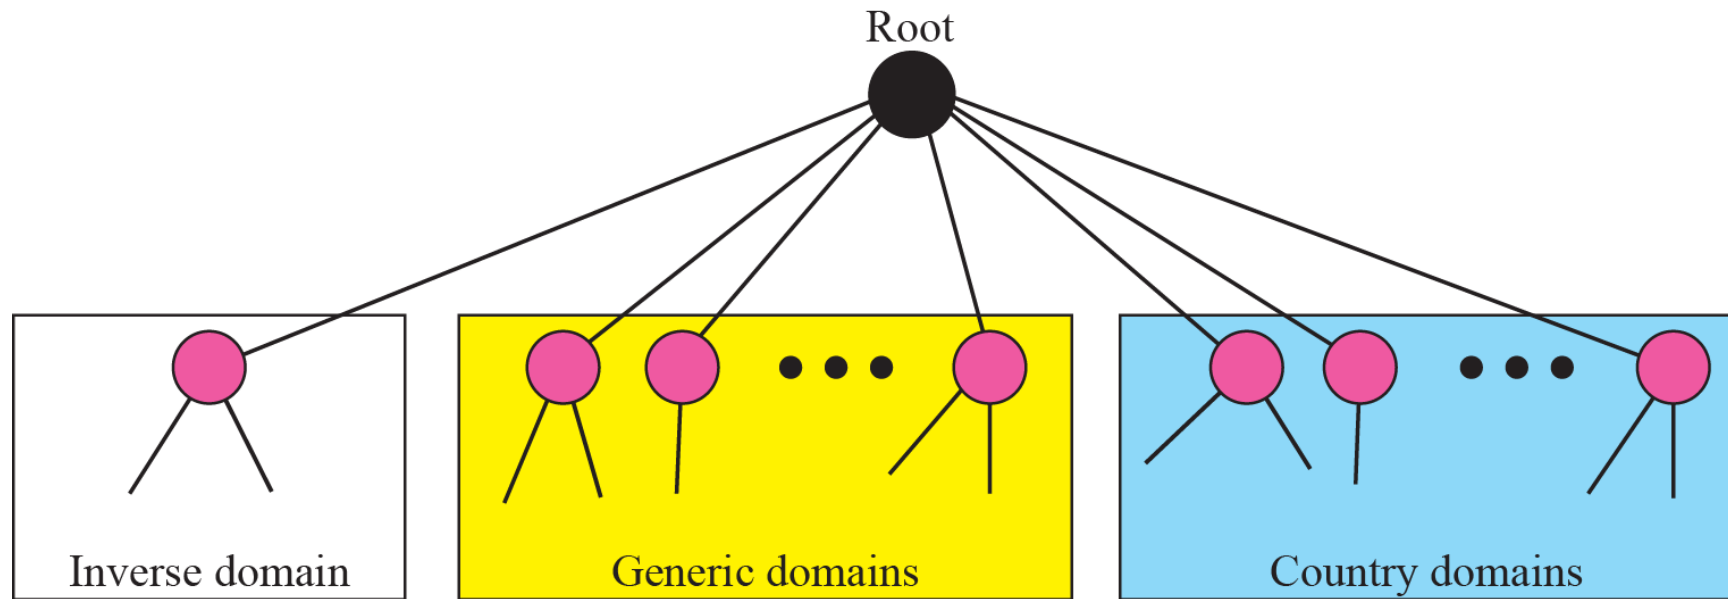 Root
Inverse domain
Generic domains
Country domains